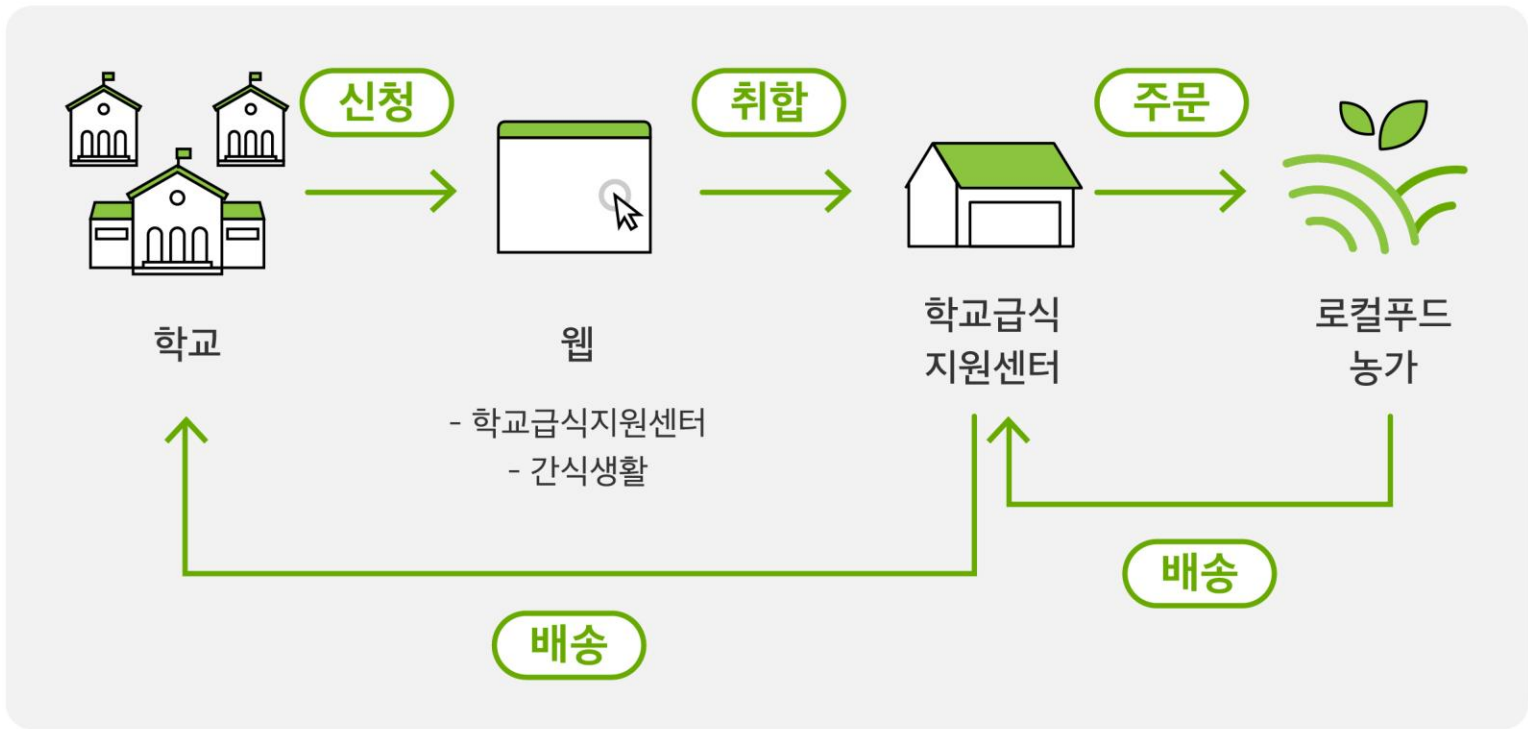 신청
취합
주문
학교
웹
- 학교급식지원센터
- 간식생활
학교급식
지원센터
로컬푸드
농가
배송
배송